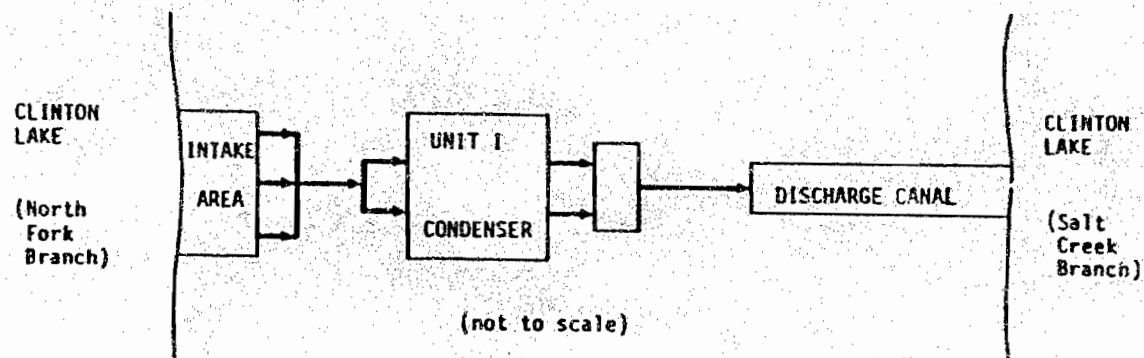 CLINTON
LAKE
(North
Fork
Branch)
INTAKE
AREA
UNIT I
CONDENSER
DISCHARGE CANAL
CLINTON
LAKE
(Salt
Creek
Branch)
(not to scale)